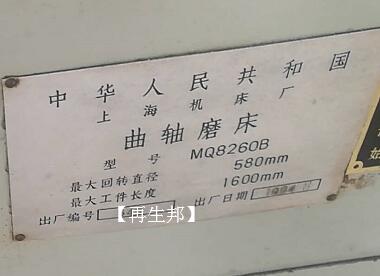 中华人民共和国
上海机床厂
曲轴磨床
型号 MQ8260B
最大回转直径 580mm
最大工件长度 1600mm
出厂编号 出厂日期
【再生邦】